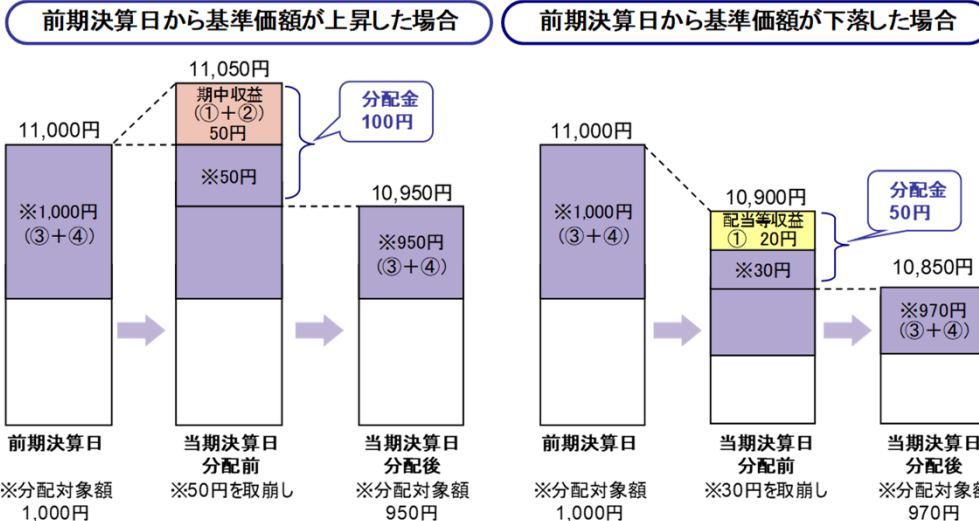 前期決算日から基準価額が上昇した場合
11,050円
期中収益
(①+②)
50円
分配金
100円
11,000円
※50円
※1,000円
(③+④)
10,950円
※950円
(③+④)
前期決算日
当期決算日
分配前
当期決算日
分配後
※分配対象額
1,000円
※50円を取崩し
※分配対象額
950円
前期決算日から基準価額が下落した場合
11,000円
※1,000円
(③+④)
10,900円
配当等収益
① 20円
※30円
分配金
50円
10,850円
※970円
(③+④)
前期決算日
当期決算日
分配前
当期決算日
分配後
※分配対象額
1,000円
※30円を取崩し
※分配対象額
970円